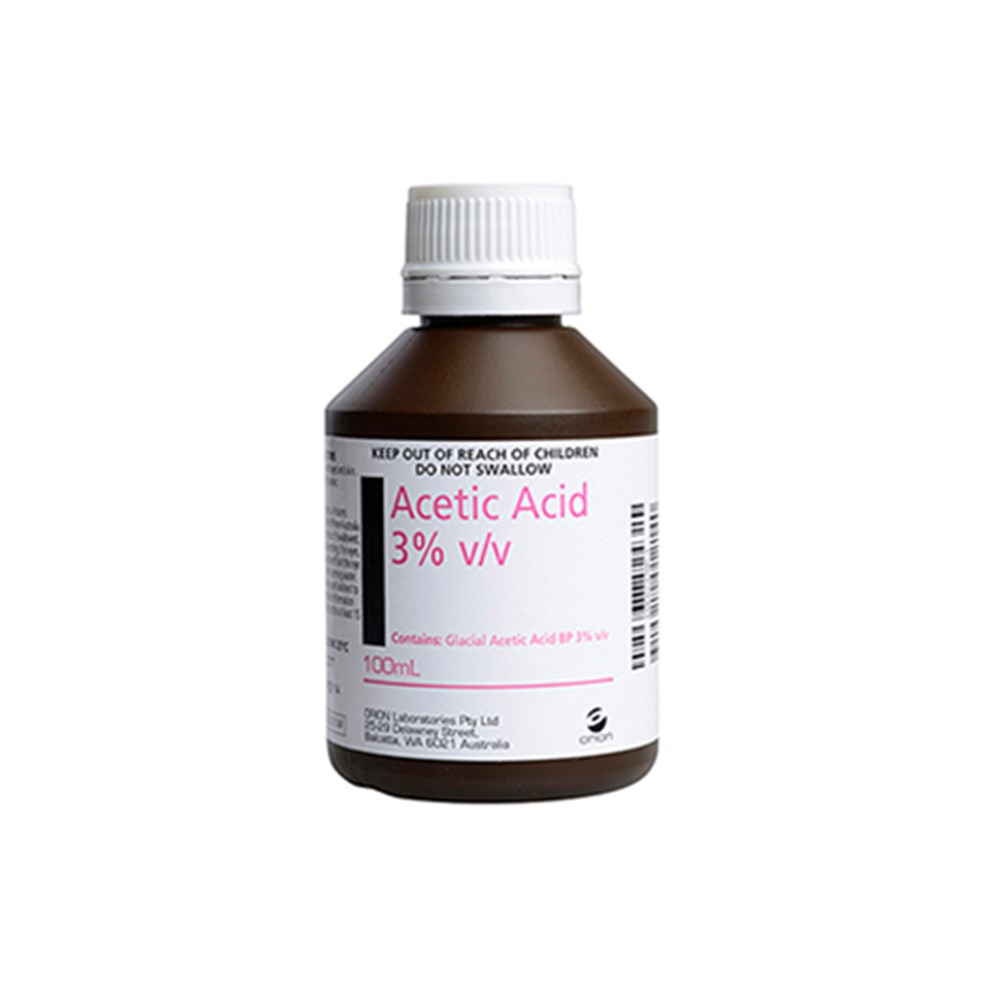 KEEP OUT OF REACH OF CHILDREN
DO NOT SWALLOW
Acetic Acid
3% v/v
Contains: Glacial Acetic Acid BP 3% v/v
100mL
ORION Laboratories Pty Ltd
25-29 Delawney Street,
Balcatta, WA 6021 Australia
orion